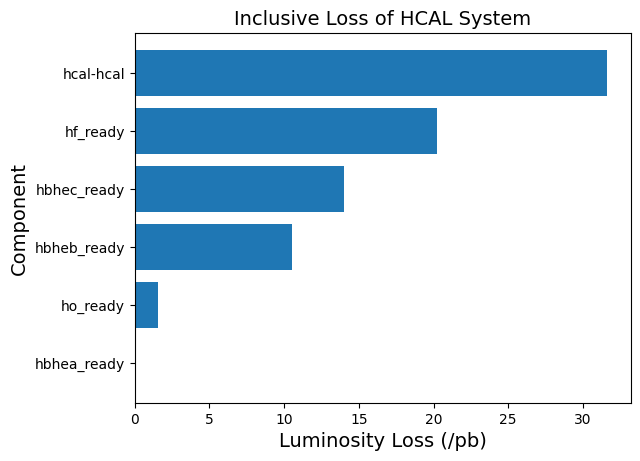 Inclusive Loss of HCAL System
Component
hcal-hcal
hf_ready
hbhec_ready
hbheb_ready
ho_ready
hbhea_ready
0 5 10 15 20 25 30
Luminosity Loss (/pb)